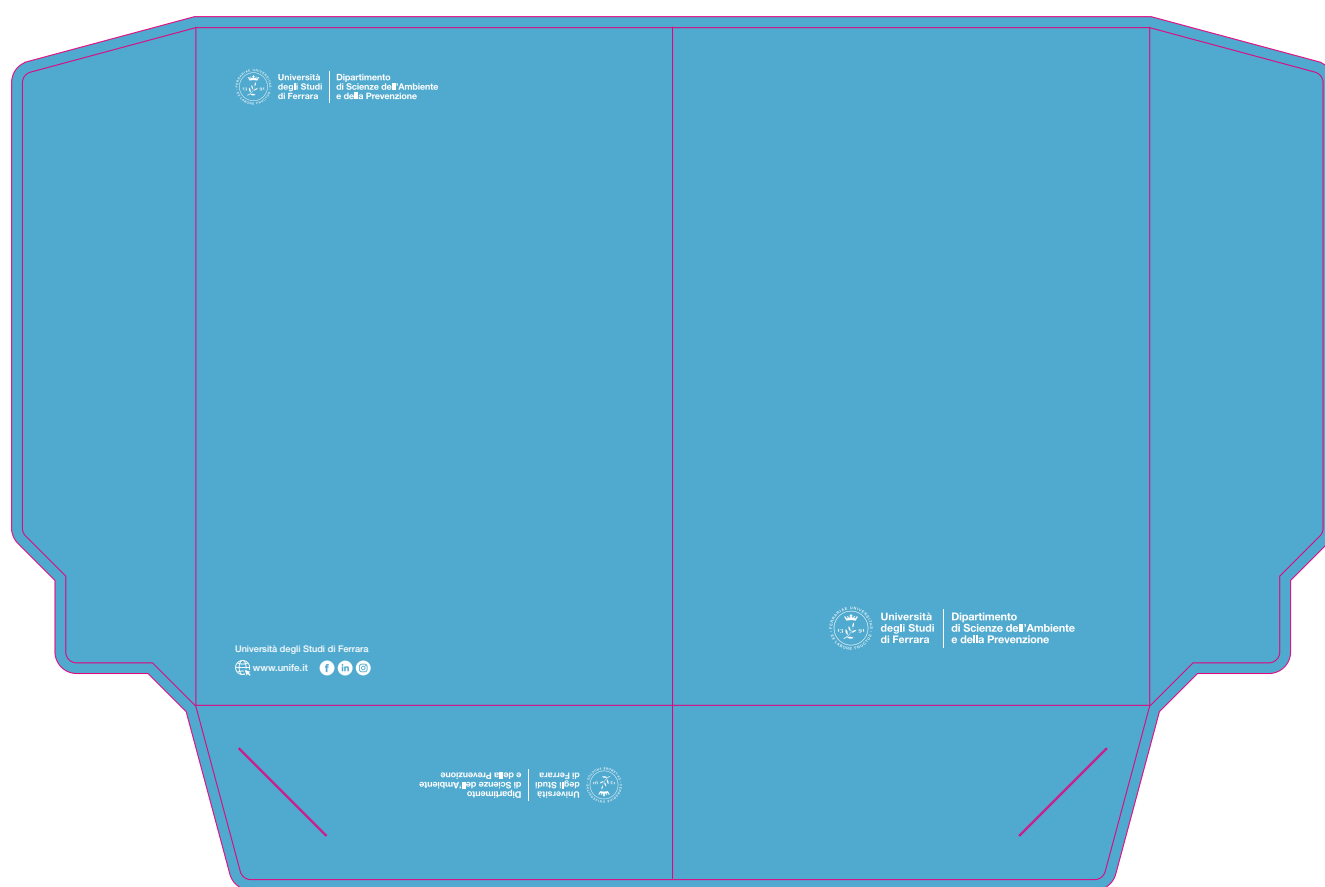 Università
degli Studi
di Ferrara
Dipartimento
di Scienze dell'Ambiente
e della Prevenzione
Università
degli Studi
di Ferrara
Dipartimento
di Scienze dell'Ambiente
e della Prevenzione
Università degli Studi di Ferrara
www.unife.it
Università
degli Studi
di Ferrara
Dipartimento
di Scienze dell'Ambiente
e della Prevenzione